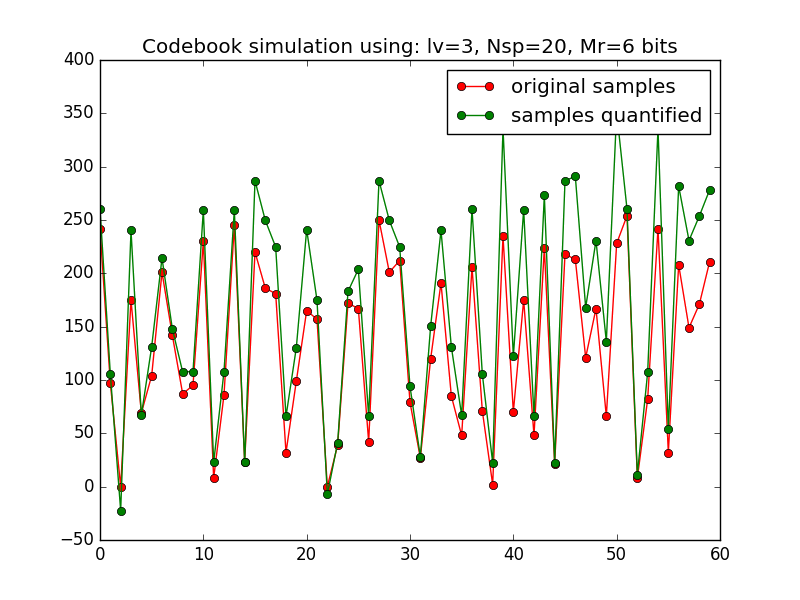 Codebook simulation using: lv=3, Nsp=20, Mr=6 bits
original samples
samples quantified
400
350
300
250
200
150
100
50
0
−50
0 10 20 30 40 50 60